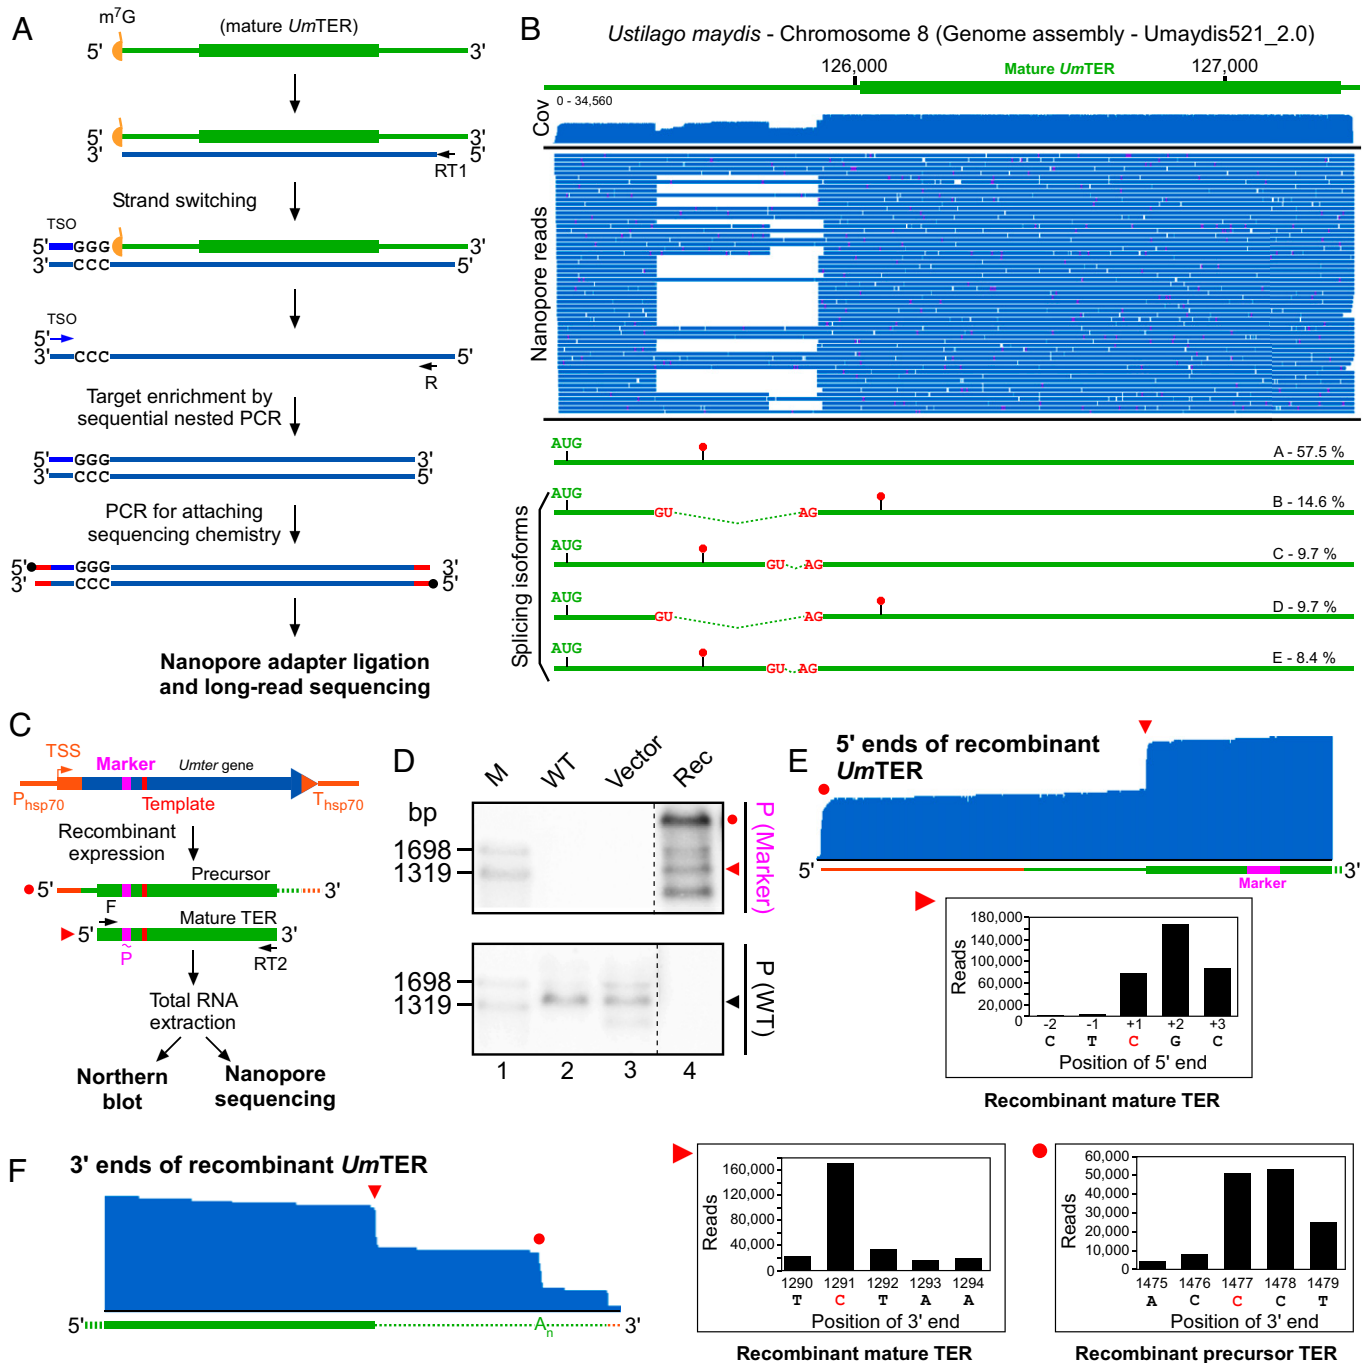 A
m7G
(mature UmTER)
5' 3'
5' 3'
3' 5'
RT1
Strand switching
TSO
5' GGG 3'
3' CCC 5'
TSO
5'
3' CCC 5'
R
Target enrichment by
sequential nested PCR
5' GGG 3'
3' CCC 5'
PCR for attaching
sequencing chemistry
5' GGG 3'
3' CCC 5'
Nanopore adapter ligation
and long-read sequencing
B
Ustilago maydis - Chromosome 8 (Genome assembly - Umaydis521_2.0)
126,000 Mature UmTER 127,000
Cov
0 - 34,560
Nanopore reads
AUG
A - 57.5 %
Splicing isoforms
AUG
GU AG
B - 14.6 %
AUG
GU AG
C - 9.7 %
AUG
GU AG
D - 9.7 %
AUG
GU AG
E - 8.4 %
C
TSS
Marker
Umter gene
Phsp70
Template
Thsp70
Recombinant
expression
Precursor
5' 3'
F
Mature TER
5' 3'
P
RT2
Total RNA
extraction
Northern
blot
Nanopore
sequencing
D
M WT Vector Rec
bp
1698
1319
P (Marker)
1698
1319
P (WT)
1 2 3 4
E
5' ends of recombinant
UmTER
5' 3'
Marker
Reads
180,000
160,000
120,000
80,000
40,000
20,000
0
-2 -1 +1 +2 +3
C T C G C
Position of 5' end
Recombinant mature TER
F
3' ends of recombinant UmTER
5' An 3'
Reads
160,000
120,000
80,000
40,000
0
1290 1291 1292 1293 1294
T C T A A
Position of 3' end
Recombinant mature TER
Reads
60,000
50,000
40,000
30,000
20,000
10,000
0
1475 1476 1477 1478 1479
A C C C T
Position of 3' end
Recombinant precursor TER